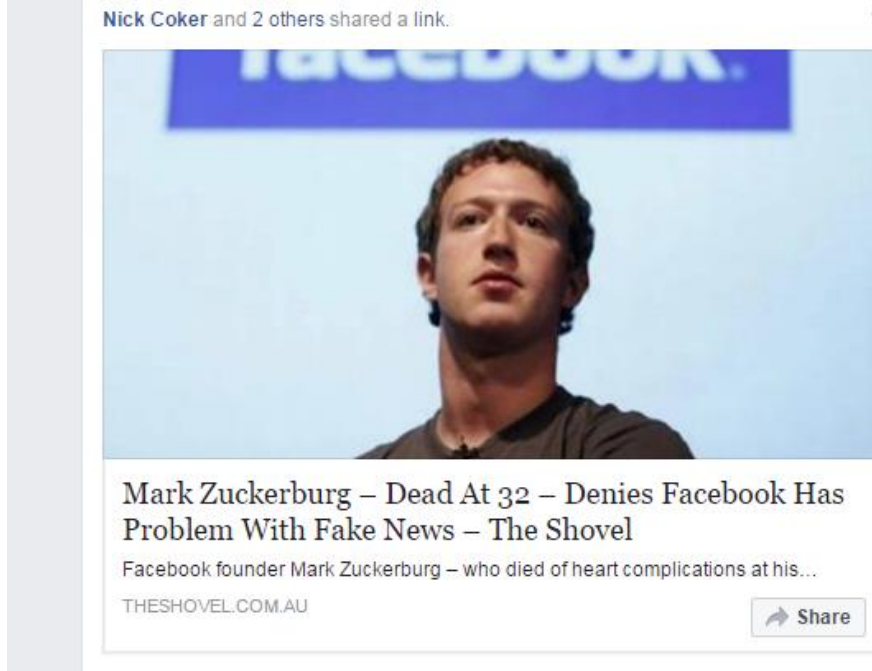 Nick Coker and 2 others shared a link.
facebook.
Mark Zuckerburg – Dead At 32 – Denies Facebook Has
Problem With Fake News – The Shovel
Facebook founder Mark Zuckerburg – who died of heart complications at his...
THESHOVEL.COM.AU
Share